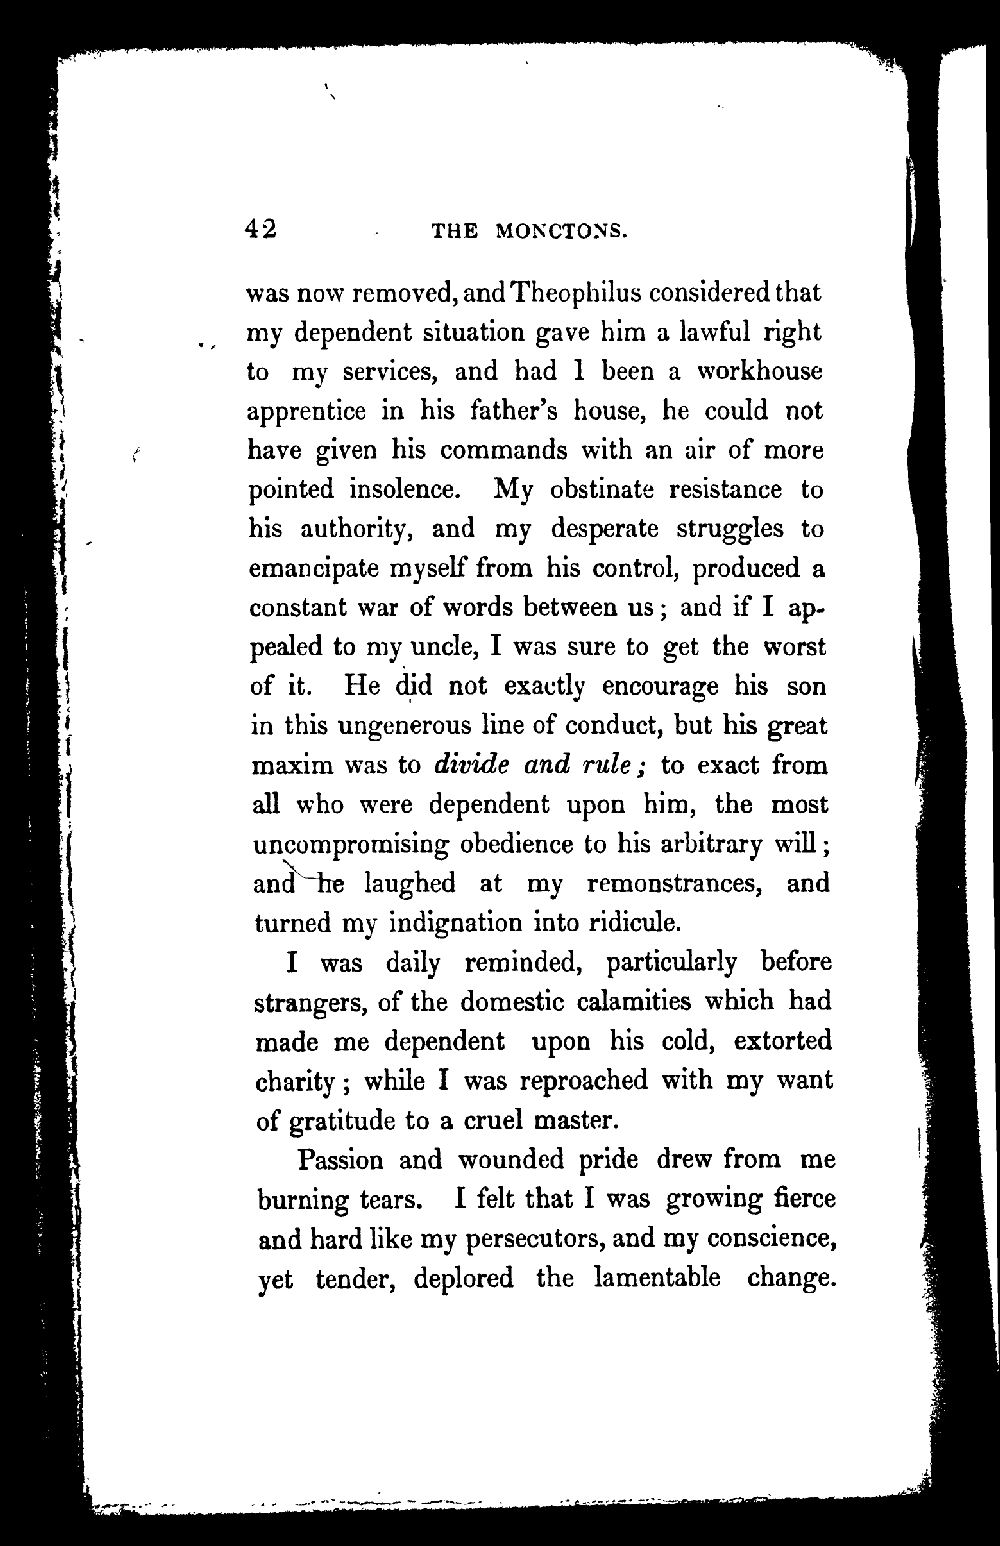 42 THE MONCTONS.
was now removed, and Theophilus considered that
my dependent situation gave him a lawful right
to my services, and had I been a workhouse
apprentice in his father's house, he could not
have given his commands with an air of more
pointed insolence. My obstinate resistance to
his authority, and my desperate struggles to
emancipate myself from his control, produced a
constant war of words between us; and if I ap-
pealed to my uncle, I was sure to get the worst
of it. He did not exactly encourage his son
in this ungenerous line of conduct, but his great
maxim was to divide and rule; to exact from
all who were dependent upon him, the most
uncompromising obedience to his arbitrary will;
and he laughed at my remonstrances, and
turned my indignation into ridicule.
I was daily reminded, particularly before
strangers, of the domestic calamities which had
made me dependent upon his cold, extorted
charity; while I was reproached with my want
of gratitude to a cruel master.
Passion and wounded pride drew from me
burning tears. I felt that I was growing fierce
and hard like my persecutors, and my conscience,
yet tender, deplored the lamentable change.